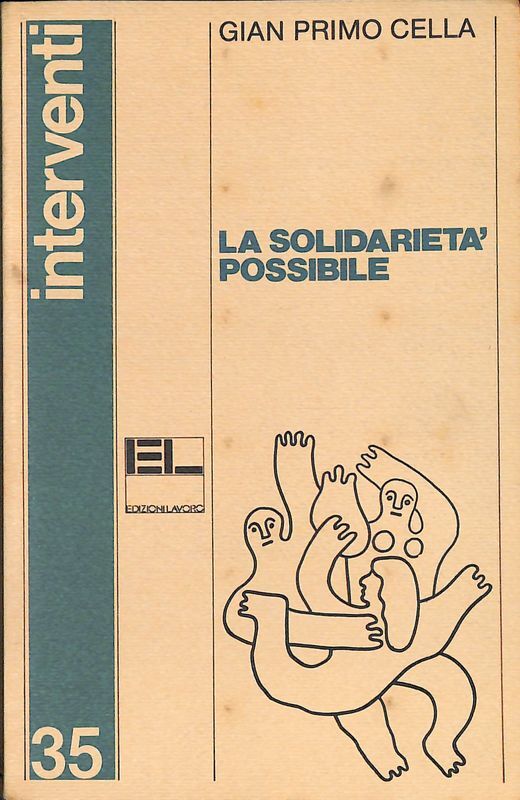 GIAN PRIMO CELLA
interventi
LA SOLIDARIETA'
POSSIBILE
EL
EDIZIONI LAVORO
35